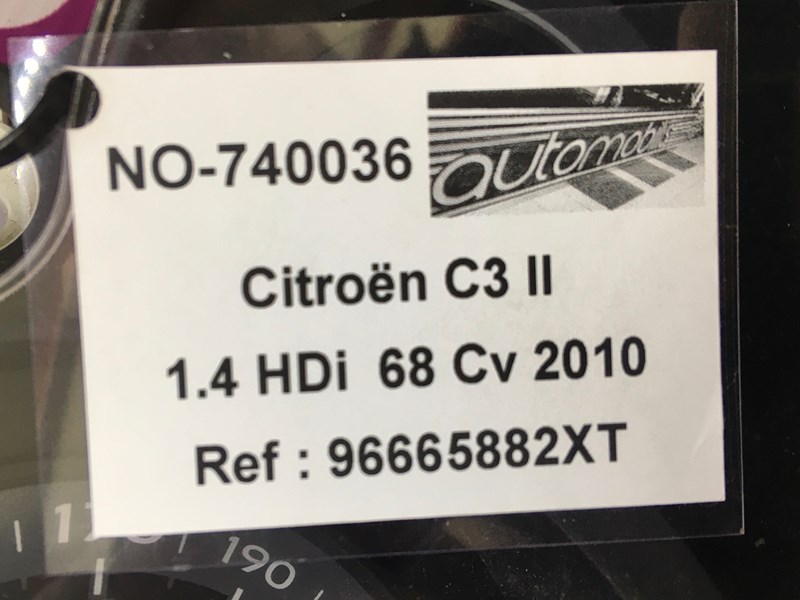 NO-740036
automobile
Citroën C3 II
1.4 HDi 68 Cv 2010
Ref : 96665882XT
190